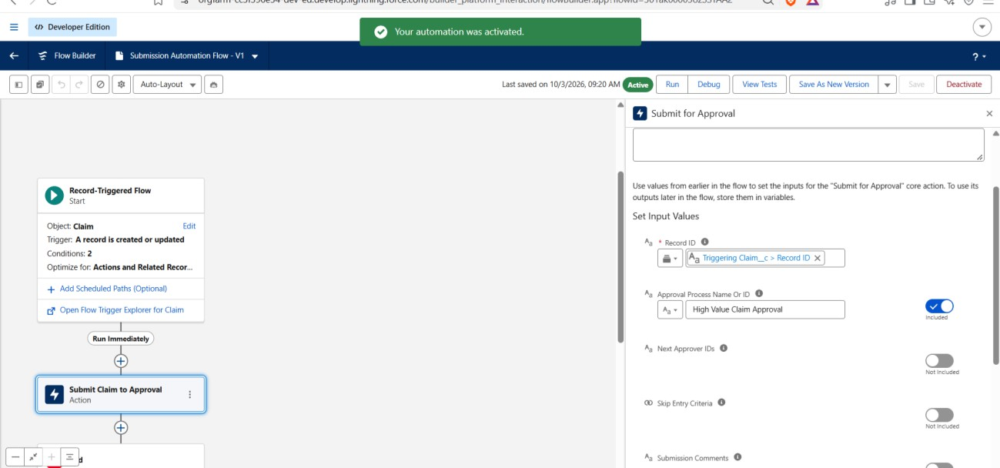 </> Developer Edition
Your automation was activated.
Flow Builder
Submission Automation Flow - V1
?
Auto-Layout
Last saved on 10/3/2026, 09:20 AM
Active
Run
Debug
View Tests
Save As New Version
Save
Deactivate
Record-Triggered Flow
Start
Object: Claim
Edit
Trigger: A record is created or updated
Conditions: 2
Optimize for: Actions and Related Recor...
+ Add Scheduled Paths (Optional)
Open Flow Trigger Explorer for Claim
Run Immediately
Submit Claim to Approval
Action
Submit for Approval
Use values from earlier in the flow to set the inputs for the "Submit for Approval" core action. To use its
outputs later in the flow, store them in variables.
Set Input Values
Aa * Record ID
Aa Triggering Claim__c > Record ID
Aa Approval Process Name Or ID
Aa High Value Claim Approval
Included
Aa Next Approver IDs
Not Included
Skip Entry Criteria
Not Included
Aa Submission Comments